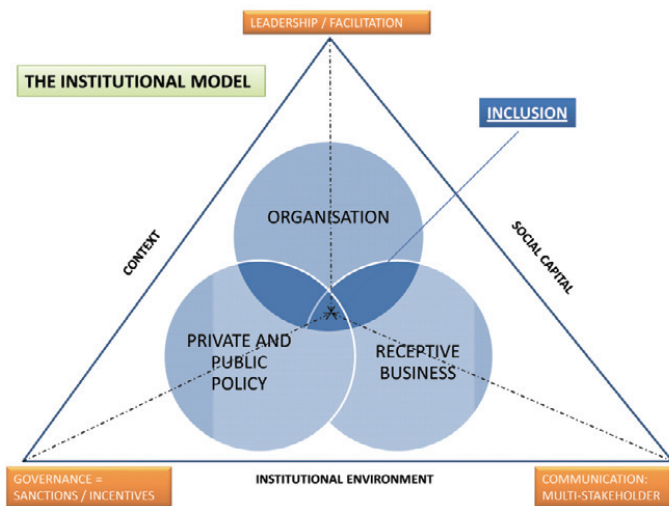 LEADERSHIP / FACILITATION
THE INSTITUTIONAL MODEL
INCLUSION
ORGANISATION
CONTEXT
SOCIAL CAPITAL
PRIVATE AND
PUBLIC
POLICY
RECEPTIVE
BUSINESS
GOVERNANCE =
SANCTIONS / INCENTIVES
INSTITUTIONAL ENVIRONMENT
COMMUNICATION:
MULTI-STAKEHOLDER